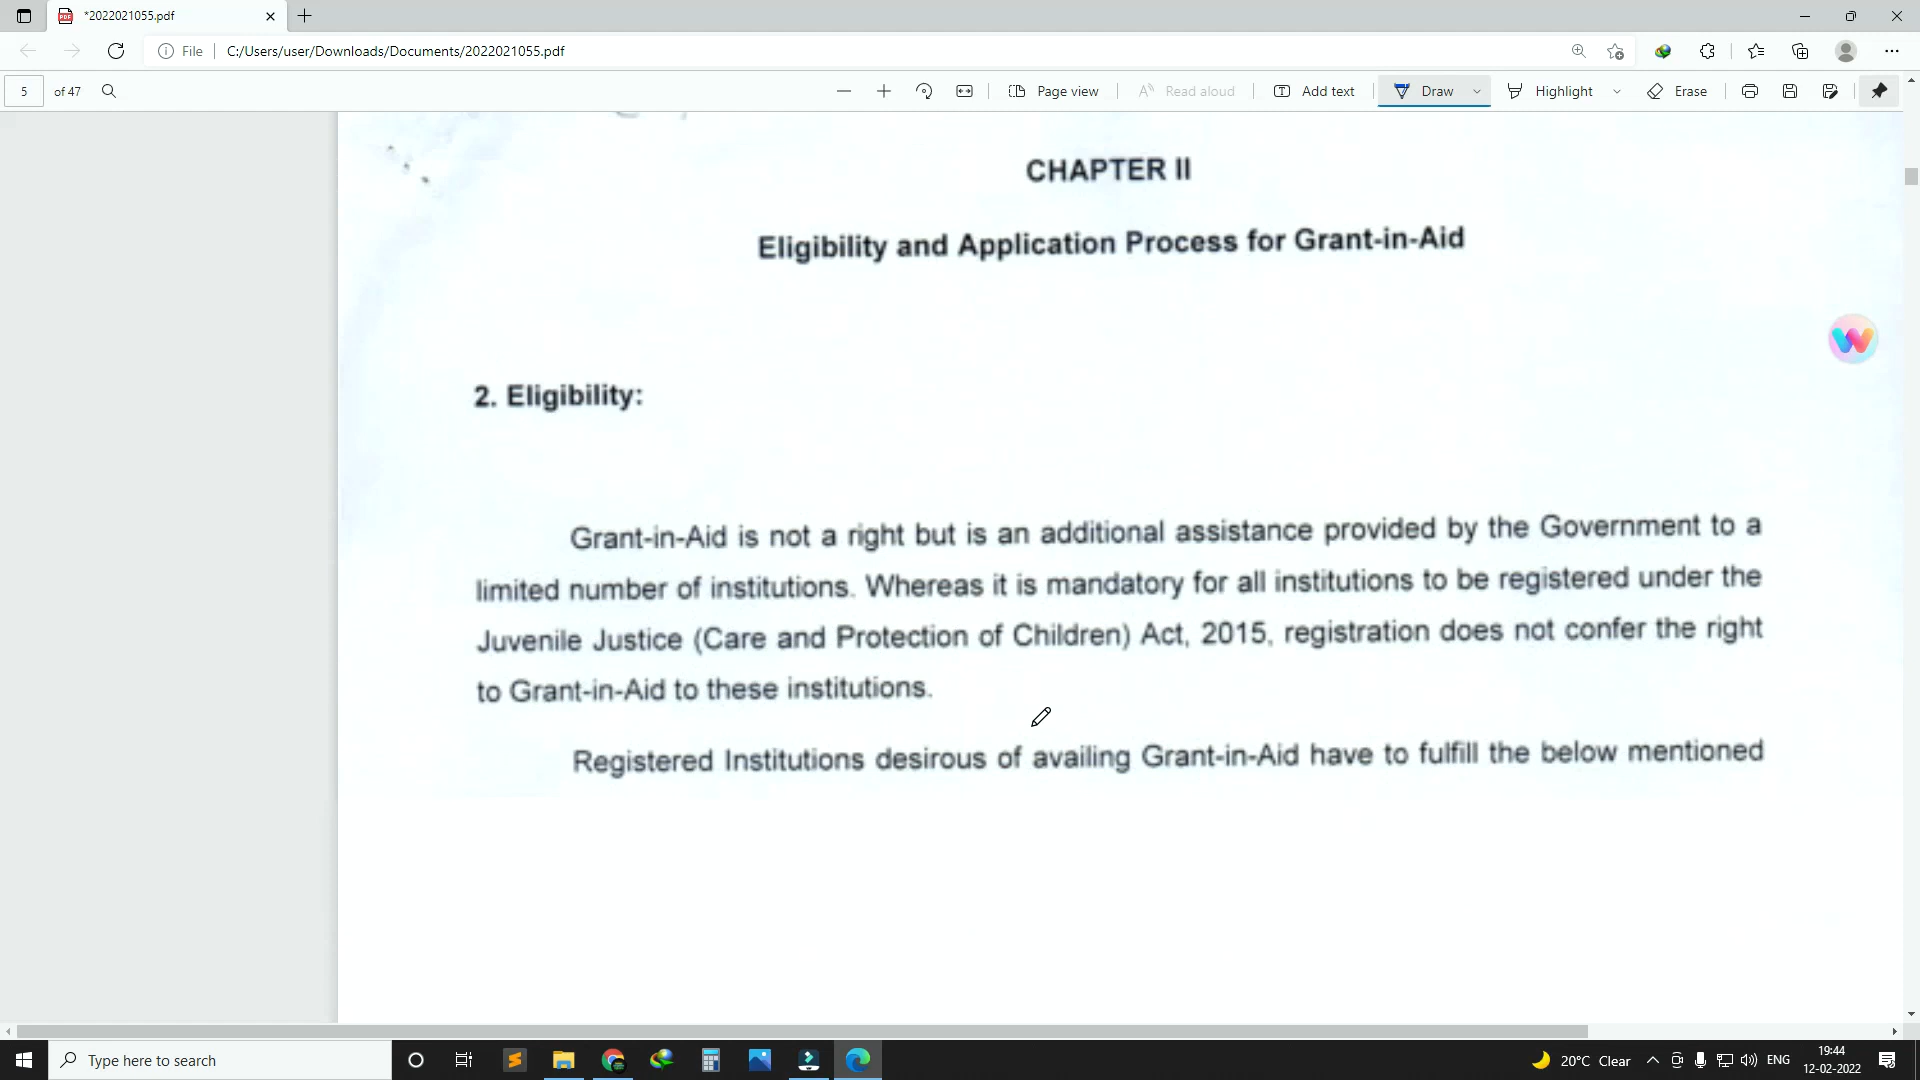 *2022021055.pdf
File
C:/Users/user/Downloads/Documents/2022021055.pdf
5 of 47
Page view
Read aloud
Add text
Draw
Highlight
Erase
CHAPTER II
Eligibility and Application Process for Grant-in-Aid
2. Eligibility:
Grant-in-Aid is not a right but is an additional assistance provided by the Government to a
limited number of institutions. Whereas it is mandatory for all institutions to be registered under the
Juvenile Justice (Care and Protection of Children) Act, 2015, registration does not confer the right
to Grant-in-Aid to these institutions.
Registered Institutions desirous of availing Grant-in-Aid have to fulfill the below mentioned
Type here to search
20°C Clear
ENG
19:44
12-02-2022